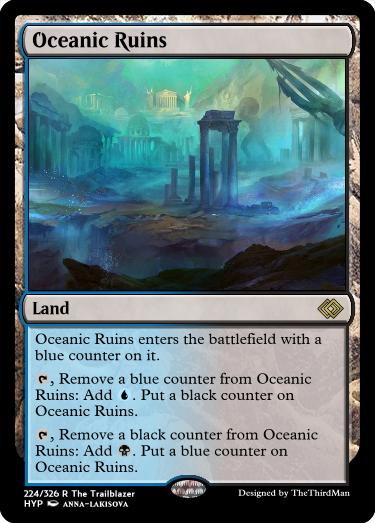 Oceanic Ruins
Land
Oceanic Ruins enters the battlefield with a
blue counter on it.
, Remove a blue counter from Oceanic
Ruins: Add . Put a black counter on
Oceanic Ruins.
, Remove a black counter from Oceanic
Ruins: Add . Put a blue counter on
Oceanic Ruins.
224/326 R The Trailblazer
Designed by TheThirdMan
HYP ANNA-LAKISOVA